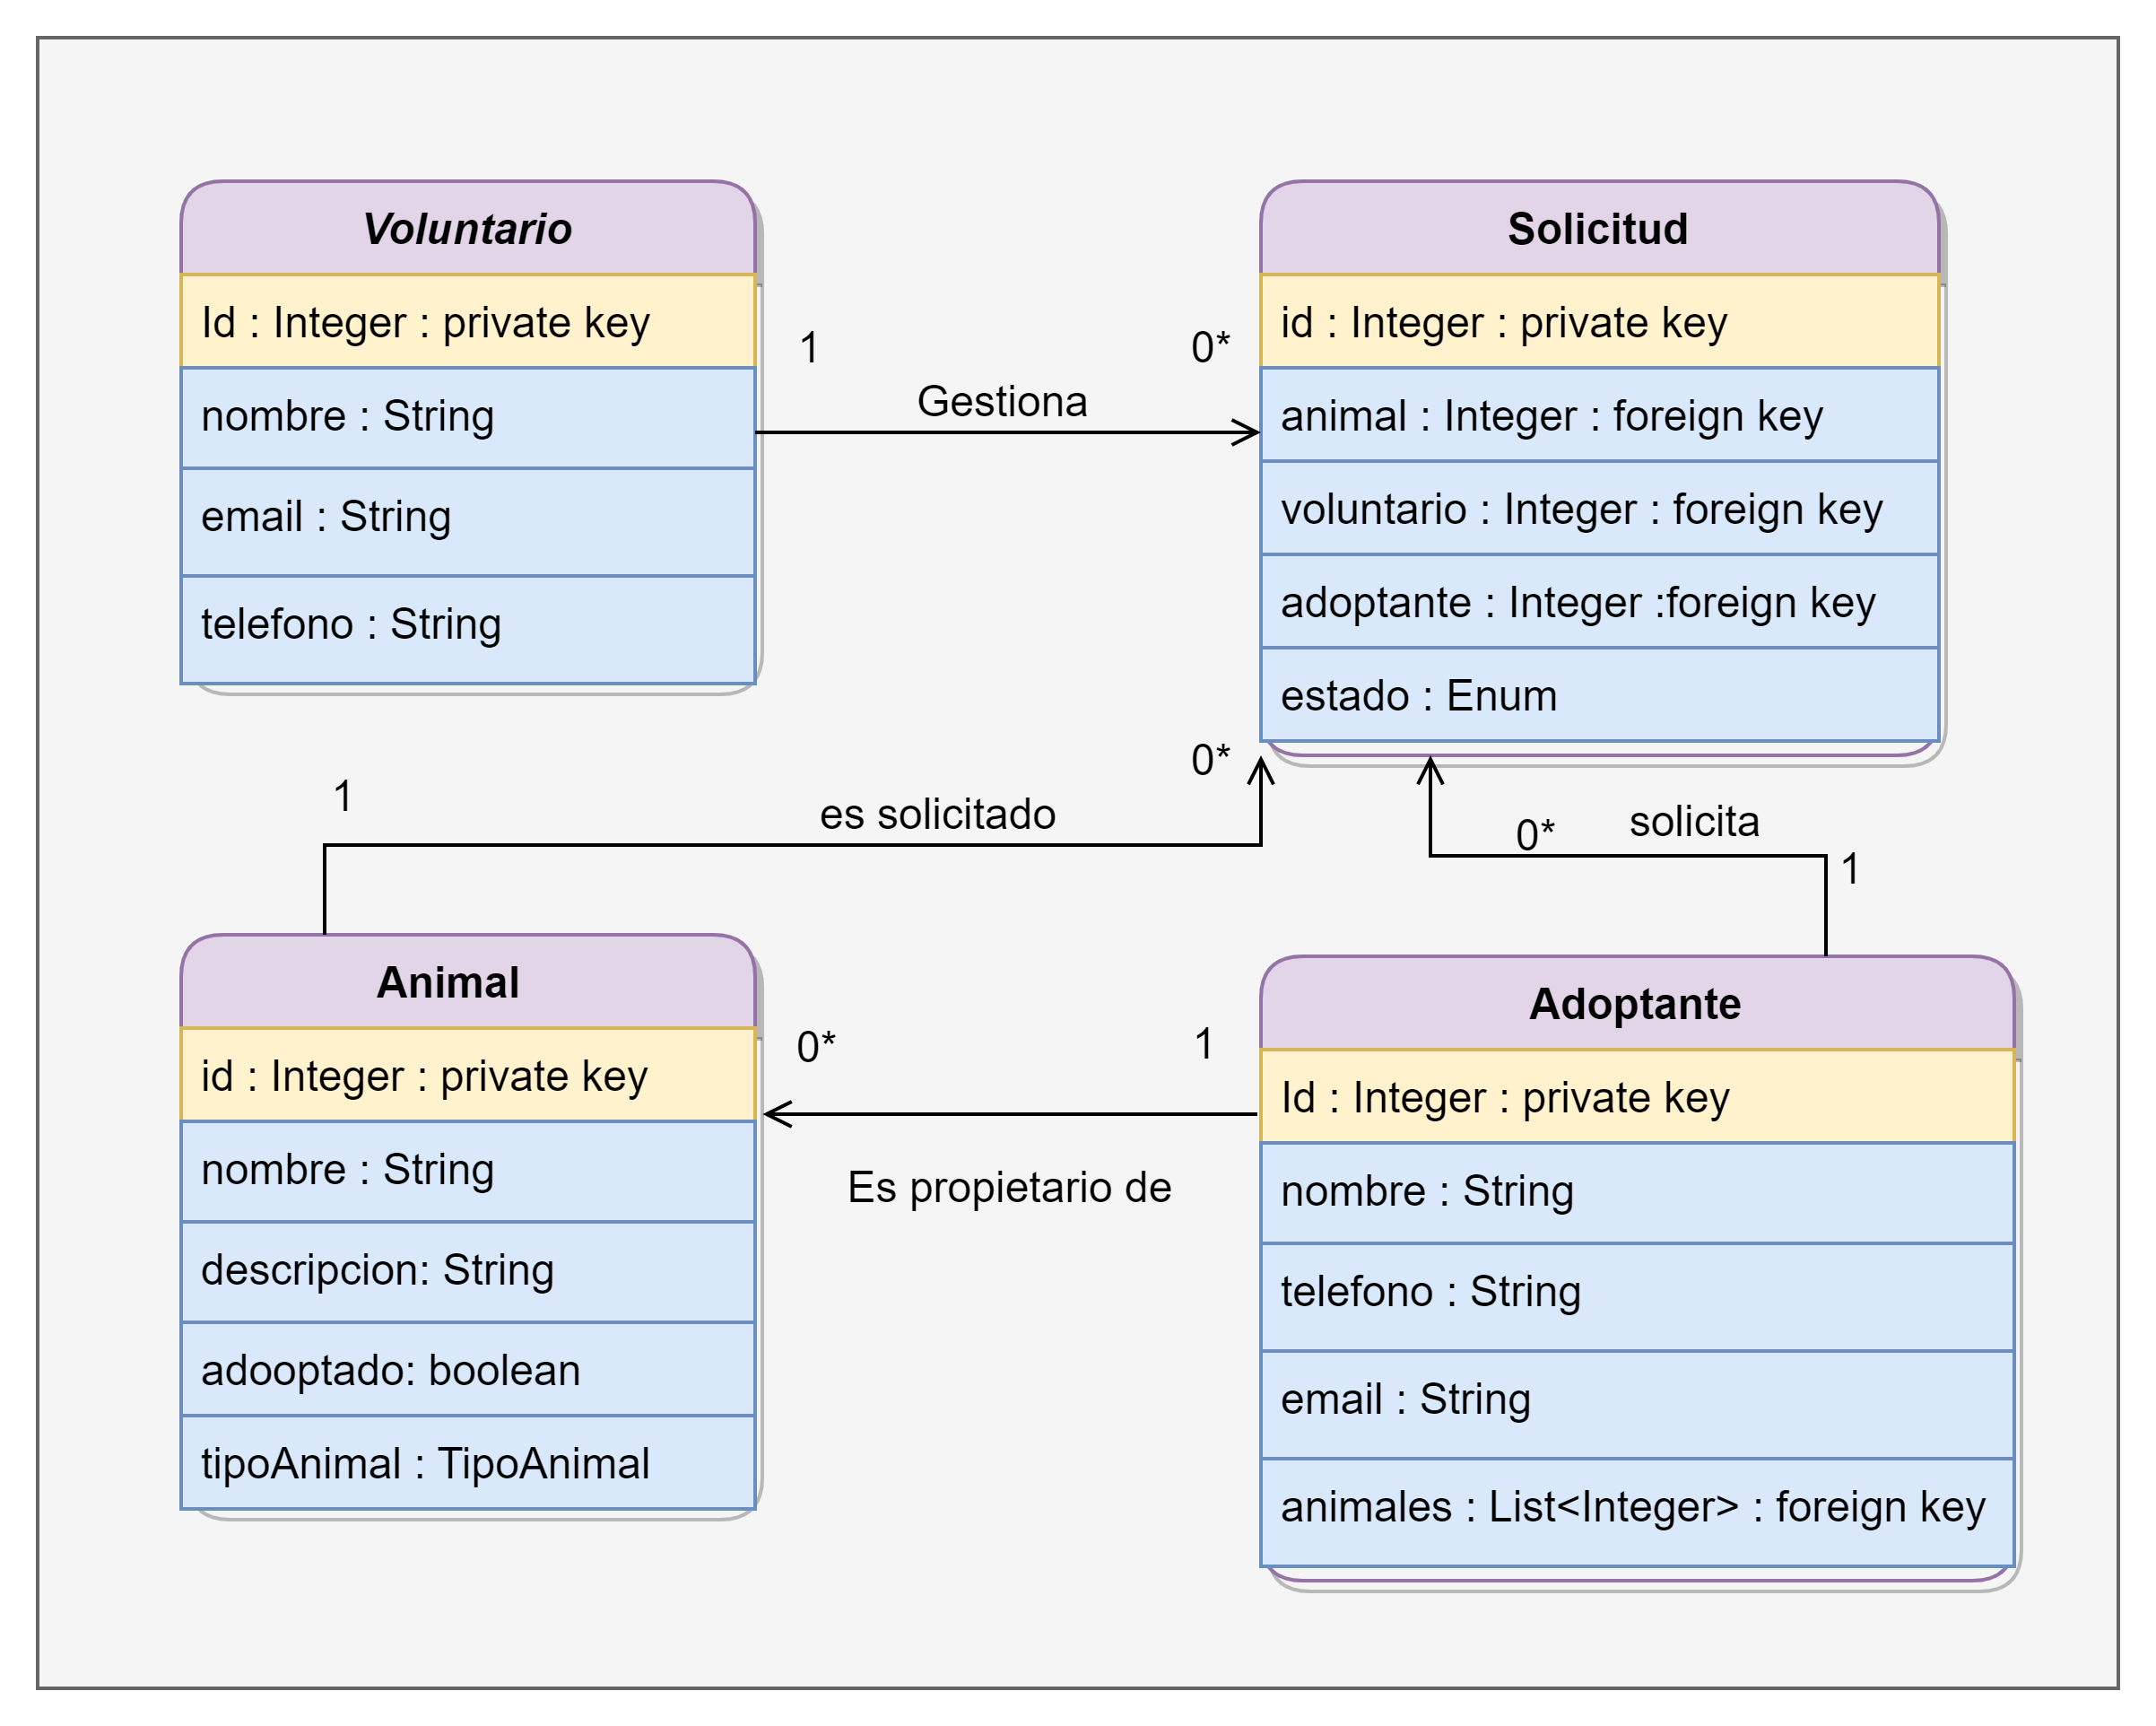 Voluntario
Id : Integer : private key
nombre : String
email : String
telefono : String
1
0*
Gestiona
Solicitud
id : Integer : private key
animal : Integer : foreign key
voluntario : Integer : foreign key
adoptante : Integer :foreign key
estado : Enum
1
es solicitado
0*
0*
solicita
1
Animal
id : Integer : private key
nombre : String
descripcion: String
adooptado: boolean
tipoAnimal : TipoAnimal
0*
1
Es propietario de
Adoptante
Id : Integer : private key
nombre : String
telefono : String
email : String
animales : List<Integer> : foreign key